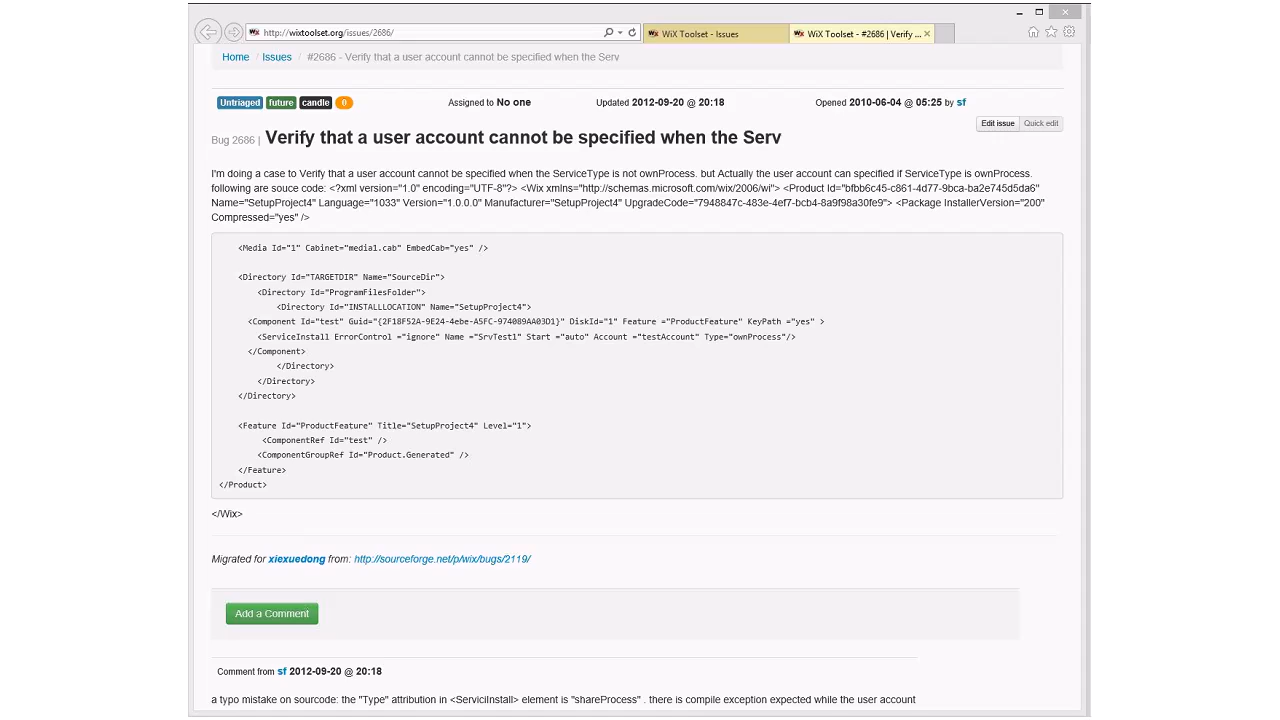 http://wixtoolset.org/issues/2686/
WiX Toolset - Issues
WiX Toolset - #2686 | Verify ...
Home / Issues / #2686 - Verify that a user account cannot be specified when the Serv
Untriaged future candle 0 Assigned to No one Updated 2012-09-20 @ 20:18 Opened 2010-06-04 @ 05:25 by sf
Edit issue Quick edit
Bug 2686 | Verify that a user account cannot be specified when the Serv
I'm doing a case to Verify that a user account cannot be specified when the ServiceType is not ownProcess. but Actually the user account can specified if ServiceType is ownProcess.
following are souce code: <?xml version="1.0" encoding="UTF-8"?> <Wix xmlns="http://schemas.microsoft.com/wix/2006/wi"> <Product Id="bfbb6c45-c861-4d77-9bca-ba2e745d5da6"
Name="SetupProject4" Language="1033" Version="1.0.0.0" Manufacturer="SetupProject4" UpgradeCode="7948847c-483e-4ef7-bcb4-8a9f98a30fe9"> <Package InstallerVersion="200"
Compressed="yes" />
<Media Id="1" Cabinet="media1.cab" EmbedCab="yes" />
<Directory Id="TARGETDIR" Name="SourceDir">
<Directory Id="ProgramFilesFolder">
<Directory Id="INSTALLLOCATION" Name="SetupProject4">
<Component Id="test" Guid="{2F18F52A-9E24-4ebe-A5FC-974089AA03D1}" DiskId="1" Feature ="ProductFeature" KeyPath ="yes" >
<ServiceInstall ErrorControl ="ignore" Name ="SrvTest1" Start ="auto" Account ="testAccount" Type="ownProcess"/>
</Component>
</Directory>
</Directory>
</Directory>
<Feature Id="ProductFeature" Title="SetupProject4" Level="1">
<ComponentRef Id="test" />
<ComponentGroupRef Id="Product.Generated" />
</Feature>
</Product>
</Wix>
Migrated for xiexuedong from: http://sourceforge.net/p/wix/bugs/2119/
Add a Comment
Comment from sf 2012-09-20 @ 20:18
a typo mistake on sourcode: the "Type" attribution in <ServicInstall> element is "shareProcess" . there is compile exception expected while the user account